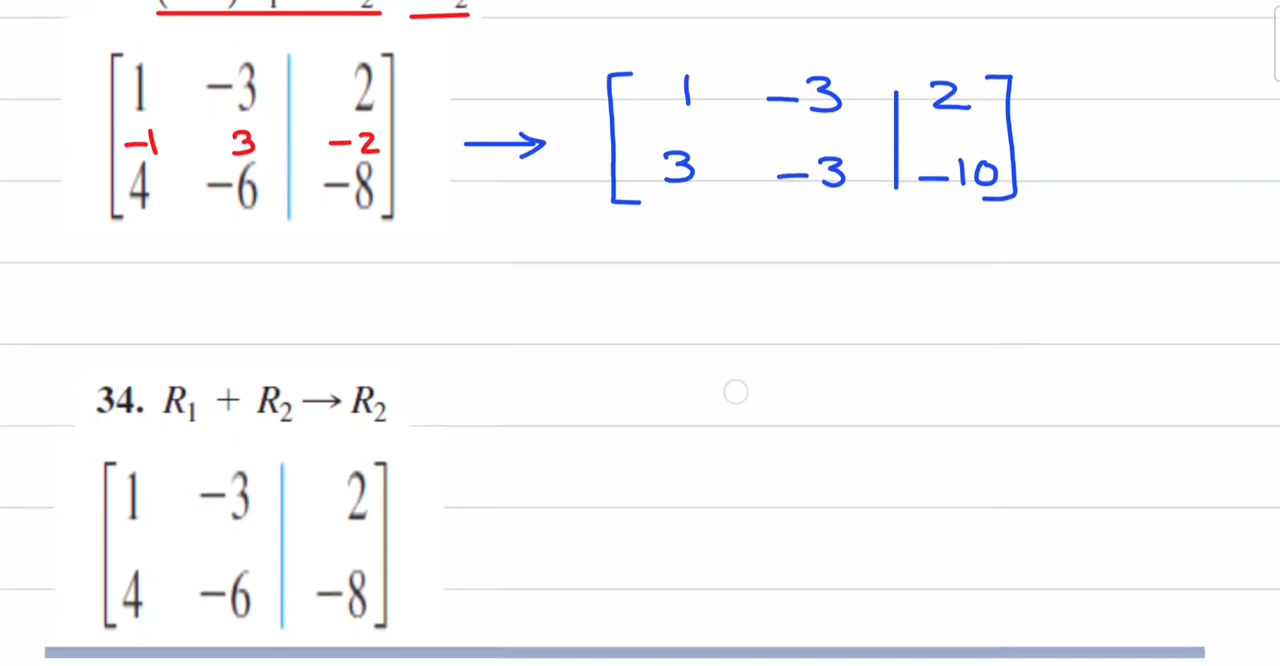 1 −3 | 2 → 1 −3 | 2
−1 3 −2
4 −6 | −8 3 −3 | −10
34. R₁ + R₂ → R₂
1 −3 | 2
4 −6 | −8